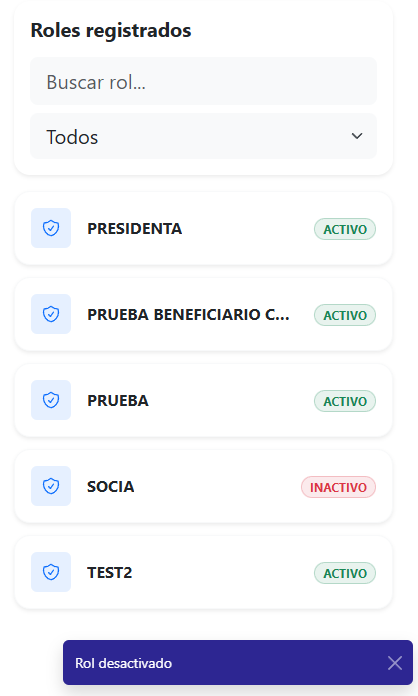 Roles registrados
Buscar rol...
Todos
PRESIDENTA ACTIVO
PRUEBA BENEFICIARIO C... ACTIVO
PRUEBA ACTIVO
SOCIA INACTIVO
TEST2 ACTIVO
Rol desactivado